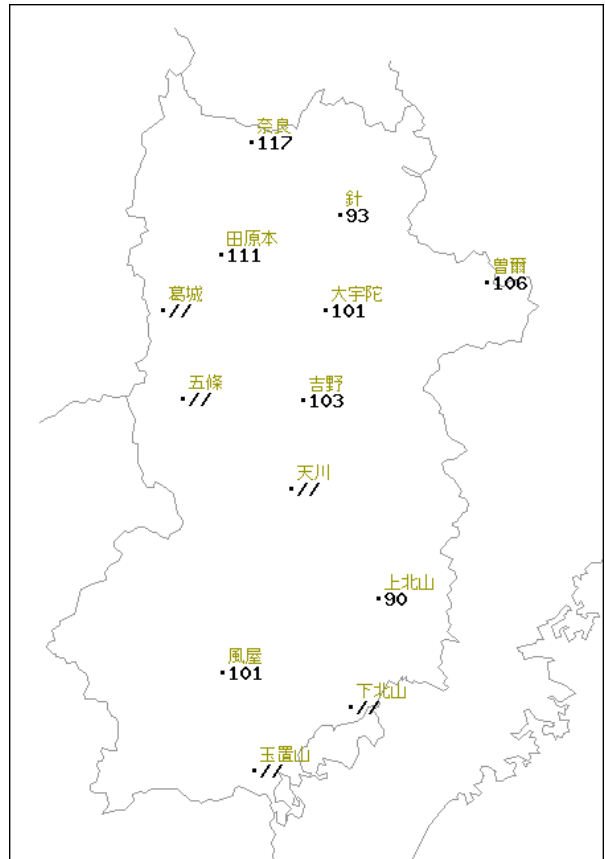 奈良
117
針
93
田原本
111
曽爾
106
葛城
//
大宇陀
101
五條
//
吉野
103
天川
//
上北山
90
風屋
101
下北山
//
玉置山
//